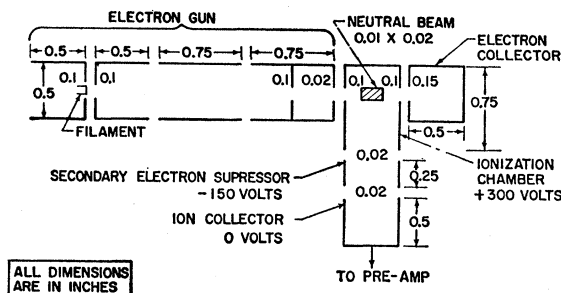 ELECTRON GUN
NEUTRAL BEAM
0.01 X 0.02
ELECTRON
COLLECTOR
0.5 0.5 0.75 0.75
0.1 0.1 0.1 0.02 0.1 0.1 0.15
0.5
0.75
FILAMENT
0.5
0.02
SECONDARY ELECTRON SUPRESSOR
-150 VOLTS
0.25
IONIZATION
CHAMBER
+300 VOLTS
0.02
ION COLLECTOR
0 VOLTS
0.5
TO PRE-AMP
ALL DIMENSIONS
ARE IN INCHES